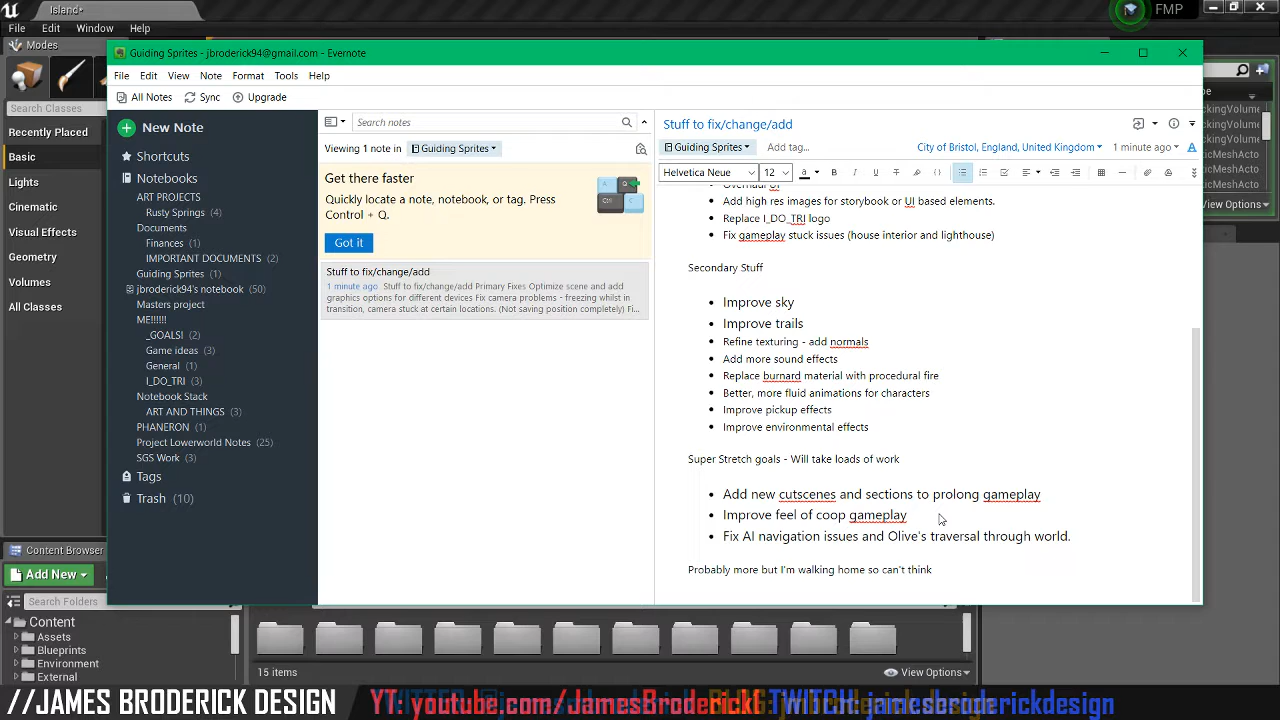 Island*
FMP
File Edit Window Help
Modes
Guiding Sprites - jbroderick94@gmail.com - Evernote
File Edit View Note Format Tools Help
All Notes Sync Upgrade
Search Classes
Recently Placed
Basic
Lights
Cinematic
Visual Effects
Geometry
Volumes
All Classes
New Note
Shortcuts
Notebooks
ART PROJECTS
Rusty Springs (4)
Documents
Finances (1)
IMPORTANT DOCUMENTS (2)
Guiding Sprites (1)
jbroderick94's notebook (50)
Masters project
ME!!!!!!
_GOALS! (2)
Game ideas (3)
General (1)
I_DO_TRI (3)
Notebook Stack
ART AND THINGS (3)
PHANERON (1)
Project Lowerworld Notes (25)
SGS Work (3)
Tags
Trash (10)
Search notes
Viewing 1 note in Guiding Sprites
Get there faster
Quickly locate a note, notebook, or tag. Press
Control + Q.
Got it
Ctrl Q
Stuff to fix/change/add
1 minute ago Stuff to fix/change/add Primary Fixes Optimize scene and add
graphics options for different devices Fix camera problems - freezing whilst in
transition, camera stuck at certain locations. (Not saving position completely) Fi...
Stuff to fix/change/add
Guiding Sprites Add tag... City of Bristol, England, United Kingdom 1 minute ago
Helvetica Neue 12 a B I U T
Overhaul UI
Add high res images for storybook or UI based elements.
Replace I_DO_TRI logo
Fix gameplay stuck issues (house interior and lighthouse)
Secondary Stuff
Improve sky
Improve trails
Refine texturing - add normals
Add more sound effects
Replace burnard material with procedural fire
Better, more fluid animations for characters
Improve pickup effects
Improve environmental effects
Super Stretch goals - Will take loads of work
Add new cutscenes and sections to prolong gameplay
Improve feel of coop gameplay
Fix AI navigation issues and Olive's traversal through world.
Probably more but I'm walking home so can't think
View Options
Content Browser
Add New
Search Folders
Content
Assets
Blueprints
Environment
External
15 items
View Options
//JAMES BRODERICK DESIGN
YT: youtube.com/JamesBroderickl
TWITCH: jamesbroderickdesign